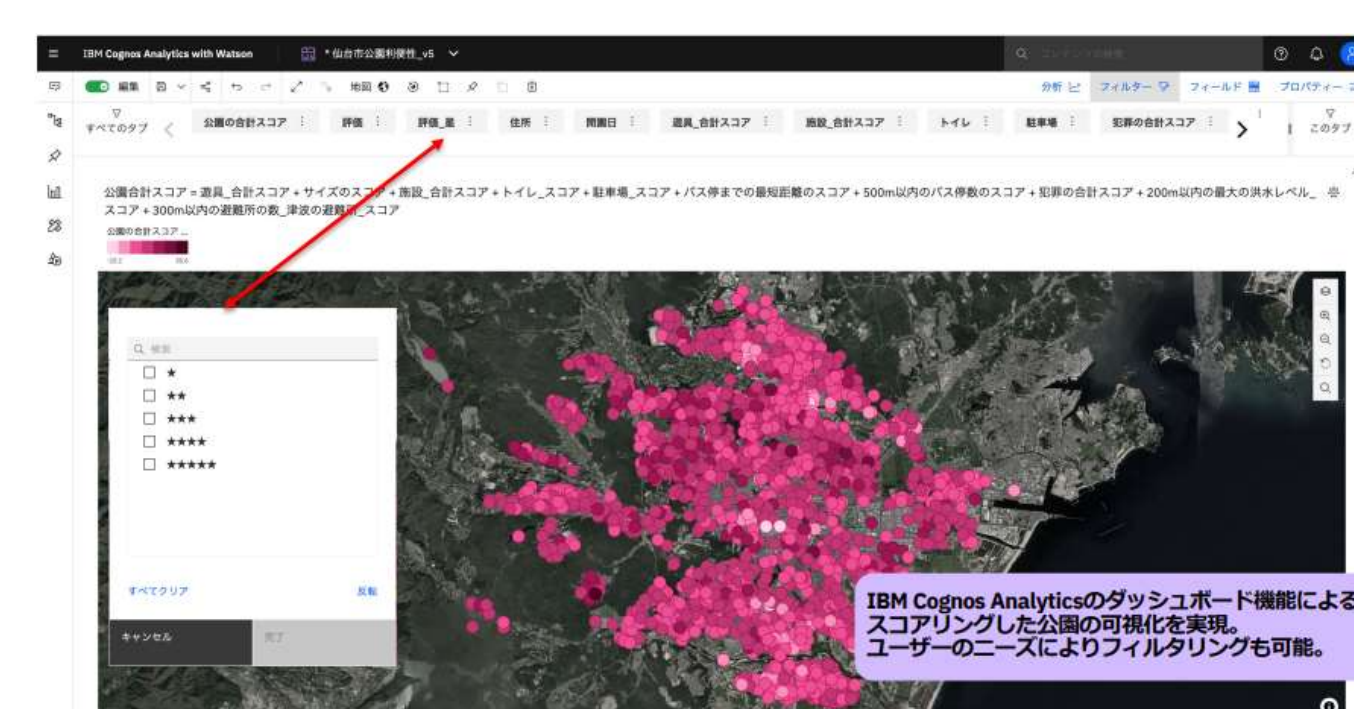 IBM Cognos Analytics with Watson
*仙台市公園利便性_v5
編集
地図
分析
フィルター
フィールド
プロパティー
すべてのタブ
公園の合計スコア
評価
評価_星
住所
開園日
遊具_合計スコア
施設_合計スコア
トイレ
駐車場
犯罪の合計スコア
このタブ
公園合計スコア = 遊具_合計スコア + サイズのスコア + 施設_合計スコア + トイレ_スコア + 駐車場_スコア + バス停までの最短距離のスコア + 500m以内のバス停数のスコア + 犯罪の合計スコア + 200m以内の最大の洪水レベル_
スコア + 300m以内の避難所の数_津波の避難所_スコア
公園の合計スコア ...
検索
★
★★
★★★
★★★★
★★★★★
すべてクリア
反転
キャンセル
完了
IBM Cognos Analyticsのダッシュボード機能による
スコアリングした公園の可視化を実現。
ユーザーのニーズによりフィルタリングも可能。